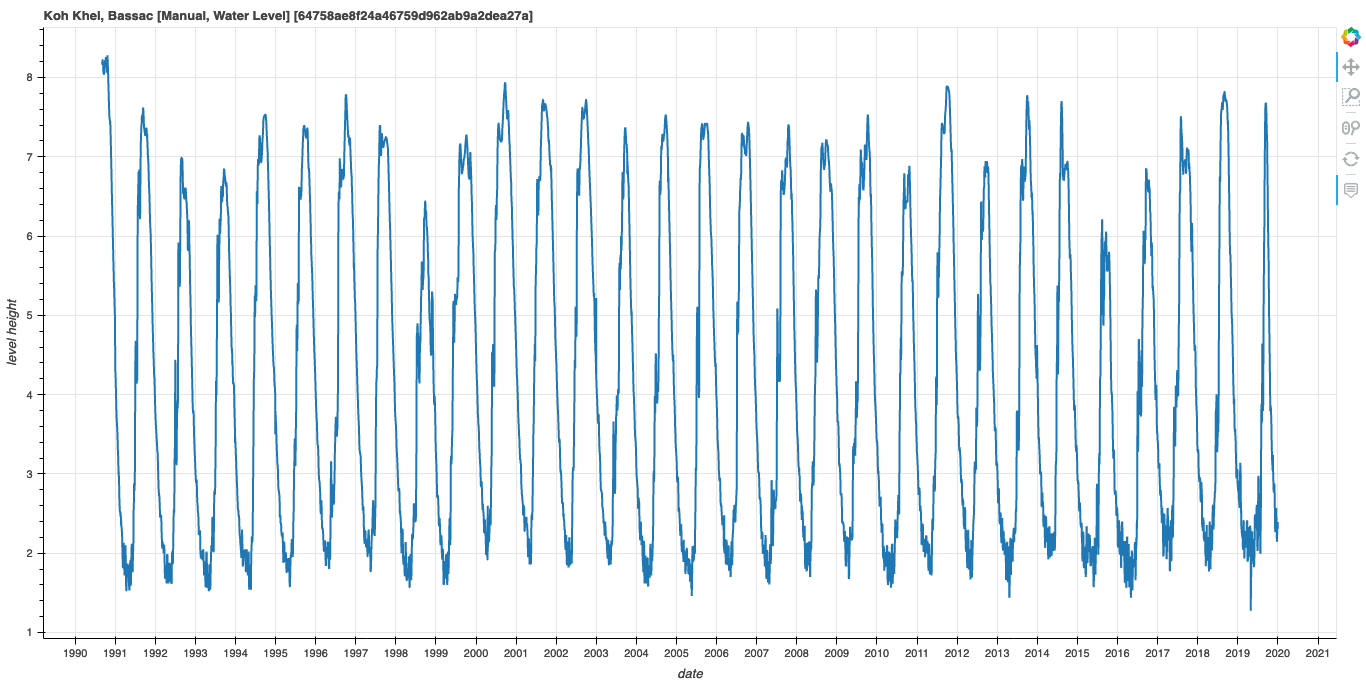 Koh Khel, Bassac [Manual, Water Level] [64758ae8f24a46759d962ab9a2dea27a]
8
7
6
5
4
3
2
1
level height
1990 1991 1992 1993 1994 1995 1996 1997 1998 1999 2000 2001 2002 2003 2004 2005 2006 2007 2008 2009 2010 2011 2012 2013 2014 2015 2016 2017 2018 2019 2020 2021
date